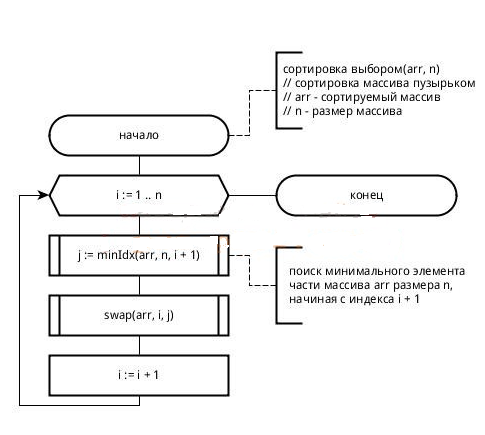 сортировка выбором(arr, n)
// сортировка массива пузырьком
// arr - сортируемый массив
// n - размер массива
начало
i := 1 .. n
конец
j := minIdx(arr, n, i + 1)
поиск минимального элемента
части массива arr размера n,
начиная с индекса i + 1
swap(arr, i, j)
i := i + 1